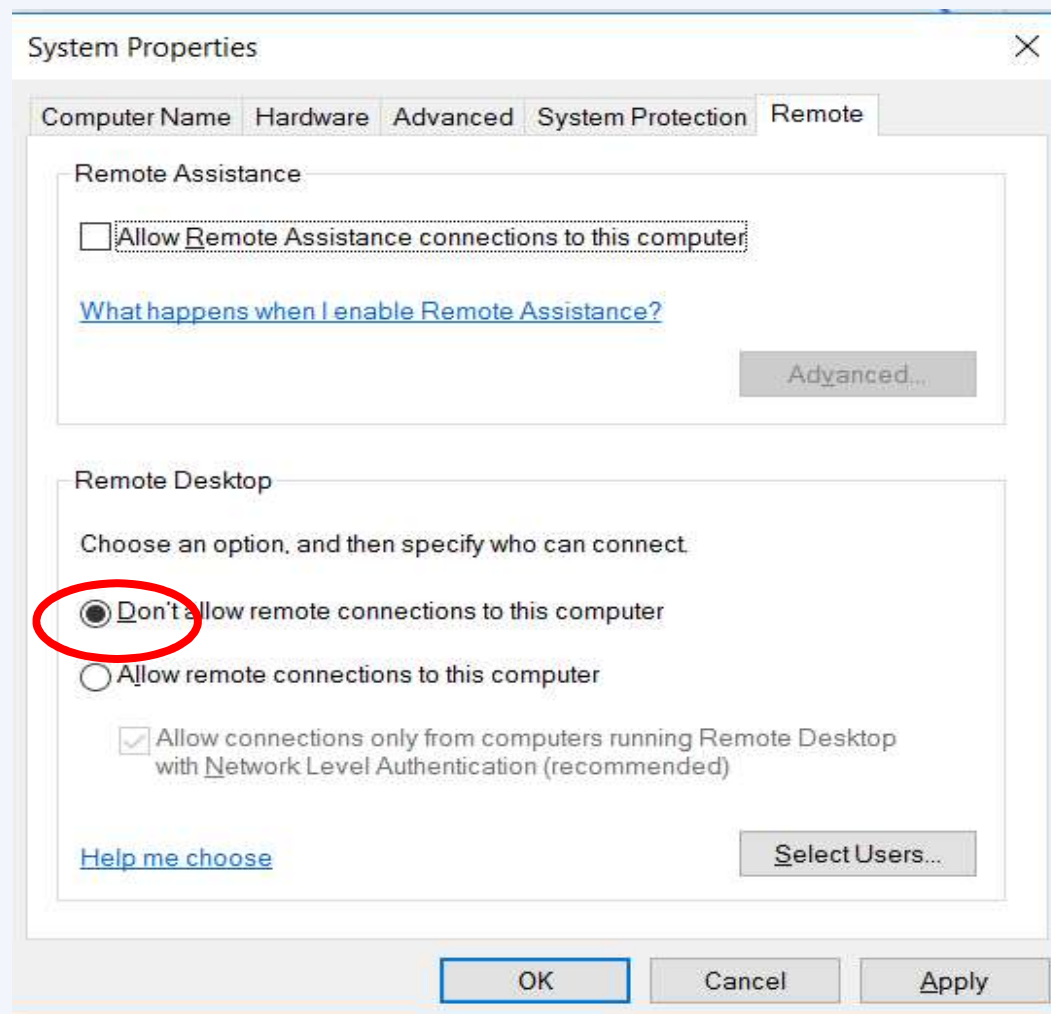 System Properties
Computer Name Hardware Advanced System Protection Remote
Remote Assistance
Allow Remote Assistance connections to this computer
What happens when I enable Remote Assistance?
Advanced...
Remote Desktop
Choose an option, and then specify who can connect.
Don't allow remote connections to this computer
Allow remote connections to this computer
Allow connections only from computers running Remote Desktop
with Network Level Authentication (recommended)
Help me choose
Select Users...
OK Cancel Apply